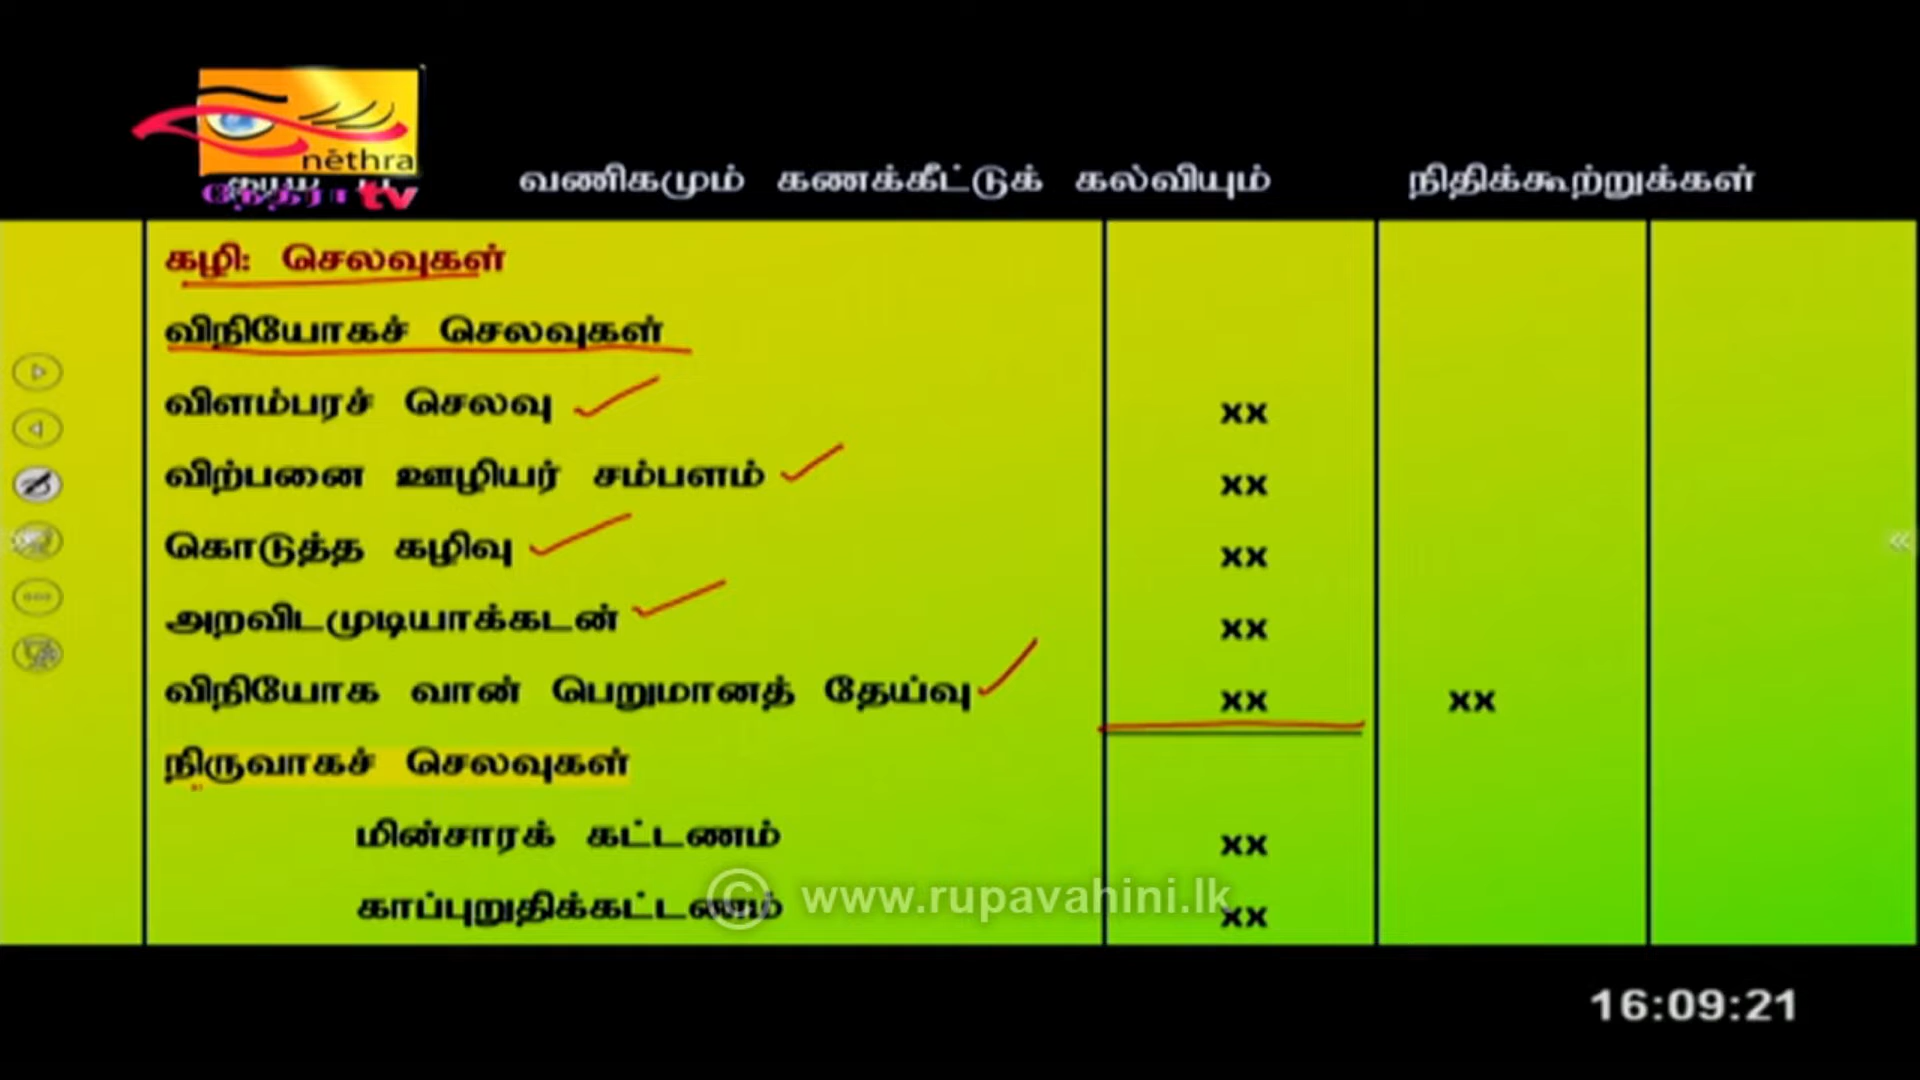 nēthra
tv
வணிகமும் கணக்கீட்டுக் கல்வியும் நிதிக்கூற்றுக்கள்
கழி: செலவுகள்
விநியோகச் செலவுகள்
விளம்பரச் செலவு xx
விற்பனை ஊழியர் சம்பளம் xx
கொடுத்த கழிவு xx
அறவிடமுடியாக்கடன் xx
விநியோக வான் பெறுமானத் தேய்வு xx xx
நிருவாகச் செலவுகள்
மின்சாரக் கட்டணம் xx
காப்புறுதிக்கட்டணம் xx
© www.rupavahini.lk
16:09:21